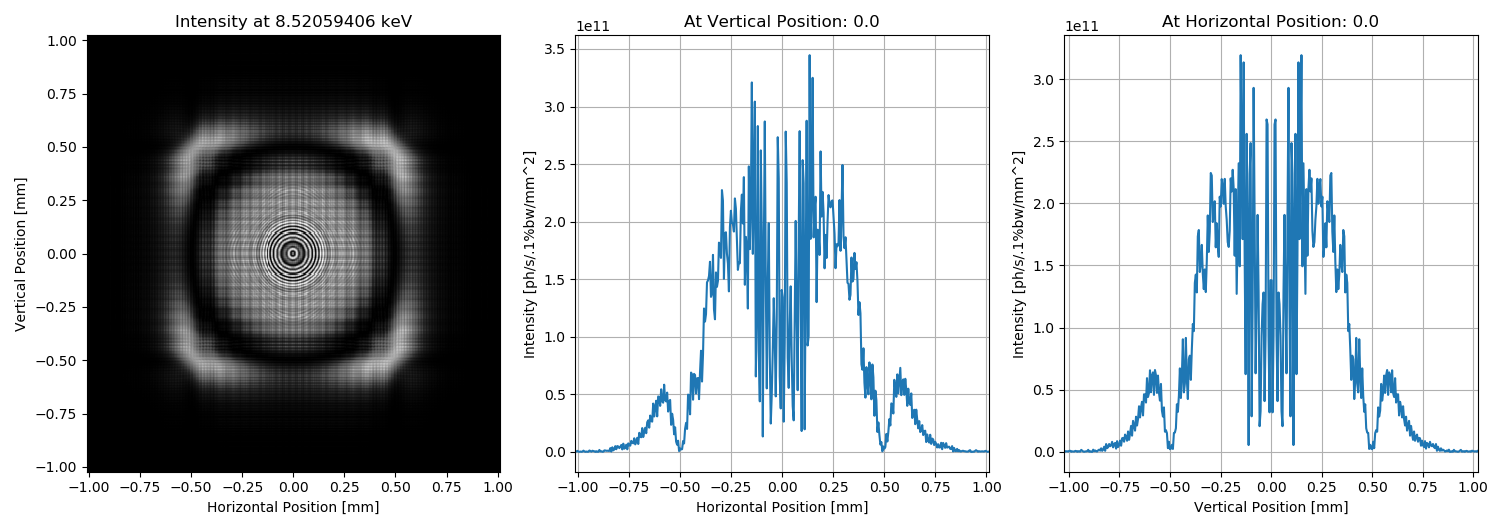 Intensity at 8.52059406 keV
1.00
0.75
0.50
0.25
0.00
−0.25
−0.50
−0.75
−1.00
Vertical Position [mm]
−1.00 −0.75 −0.50 −0.25 0.00 0.25 0.50 0.75 1.00
Horizontal Position [mm]
At Vertical Position: 0.0
1e11
3.5
3.0
2.5
2.0
1.5
1.0
0.5
0.0
Intensity [ph/s/.1%bw/mm^2]
−1.00 −0.75 −0.50 −0.25 0.00 0.25 0.50 0.75 1.00
Horizontal Position [mm]
At Horizontal Position: 0.0
1e11
3.0
2.5
2.0
1.5
1.0
0.5
0.0
Intensity [ph/s/.1%bw/mm^2]
−1.00 −0.75 −0.50 −0.25 0.00 0.25 0.50 0.75 1.00
Vertical Position [mm]